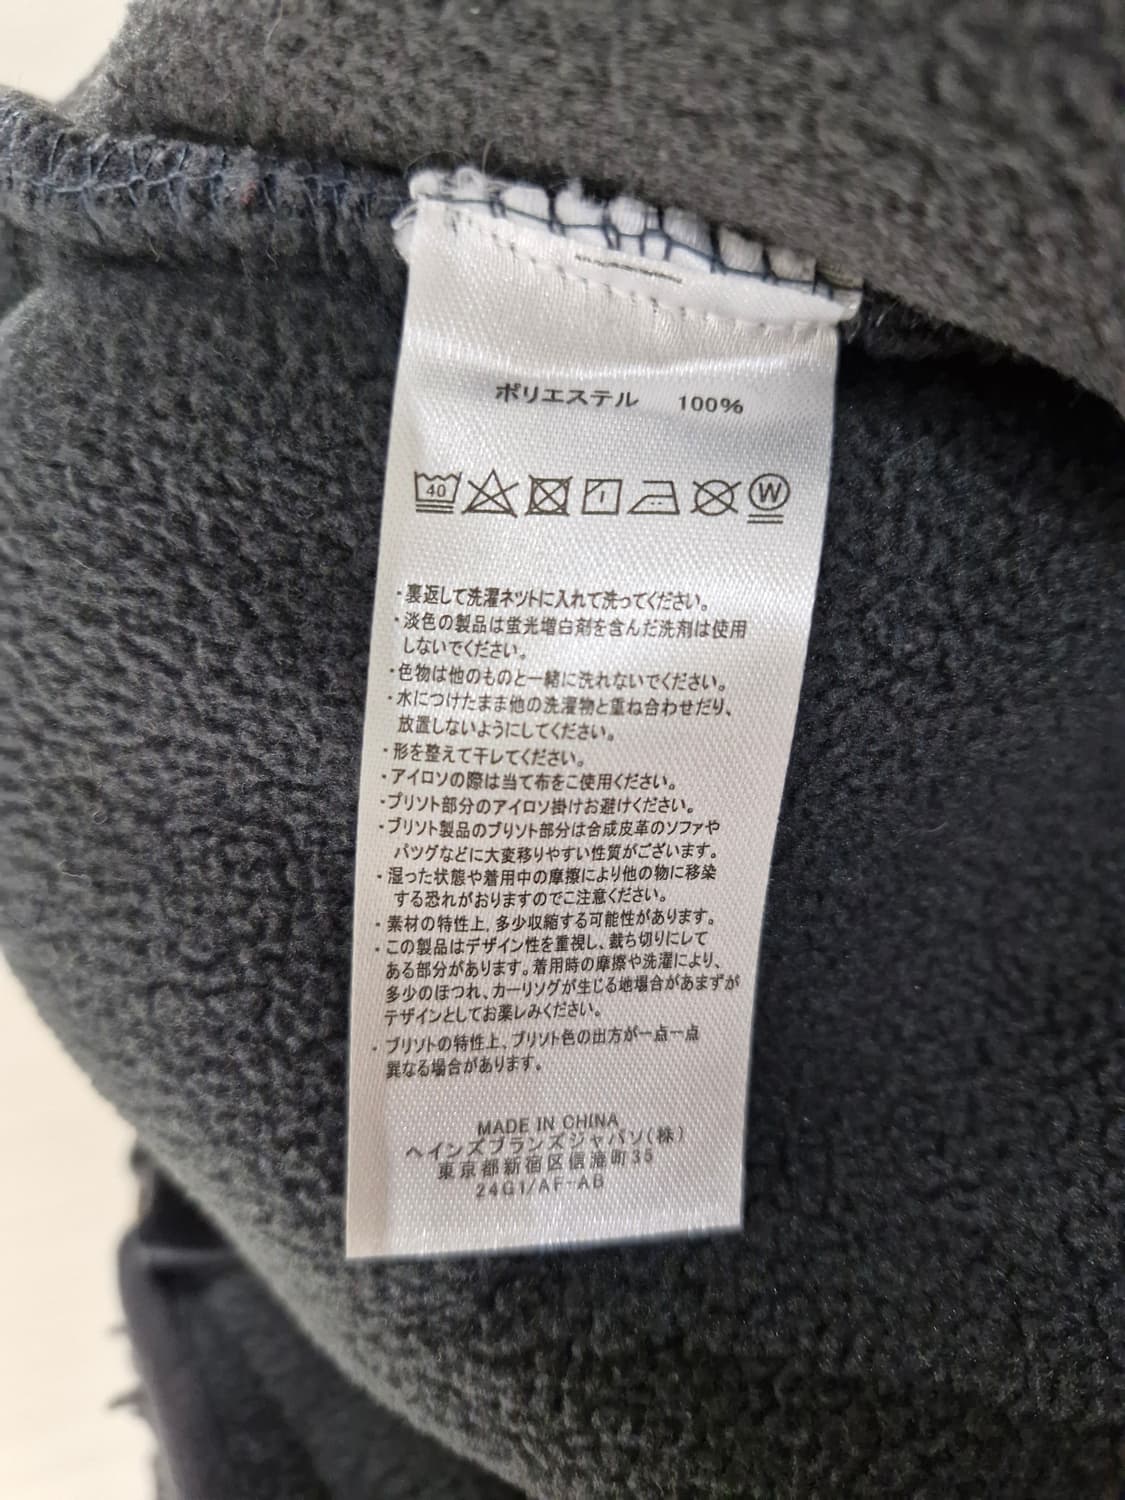 ポリエステル 100%
40
W
・裏返して洗濯ネットに入れて洗ってください。
・淡色の製品は蛍光増白剤を含んだ洗剤は使用
しないでください。
・色物は他のものと一緒に洗れないでください。
・水につけたまま他の洗濯物と重ね合わせだり、
放置しないようにしてください。
・形を整えて干レてください。
・アイロソの際は当て布をご使用ください。
・プリソト部分のアイロソ掛けお避けください。
・プリソト製品のプリソト部分は合成皮革のソファや
バツグなどに大変移りやすい性質がございます。
・湿った状態や着用中の摩擦により他の物に移染
する恐れがおりますのでご注意ください。
・素材の特性上，多少収縮する可能性があります。
・この製品はデザイン性を重視し、裁ち切りにレて
ある部分があります。着用時の摩擦や洗濯により、
多少のほつれ、カーリソグが生じる地場合があまずが
デザインとしてお薬レみください。
・プリソトの特性上，プリソト色の出方が一点一点
異なる場合があります。
MADE IN CHINA
ヘインズブランズジャパソ(株)
東京都新宿区信濃町35
24G1/AF-AB